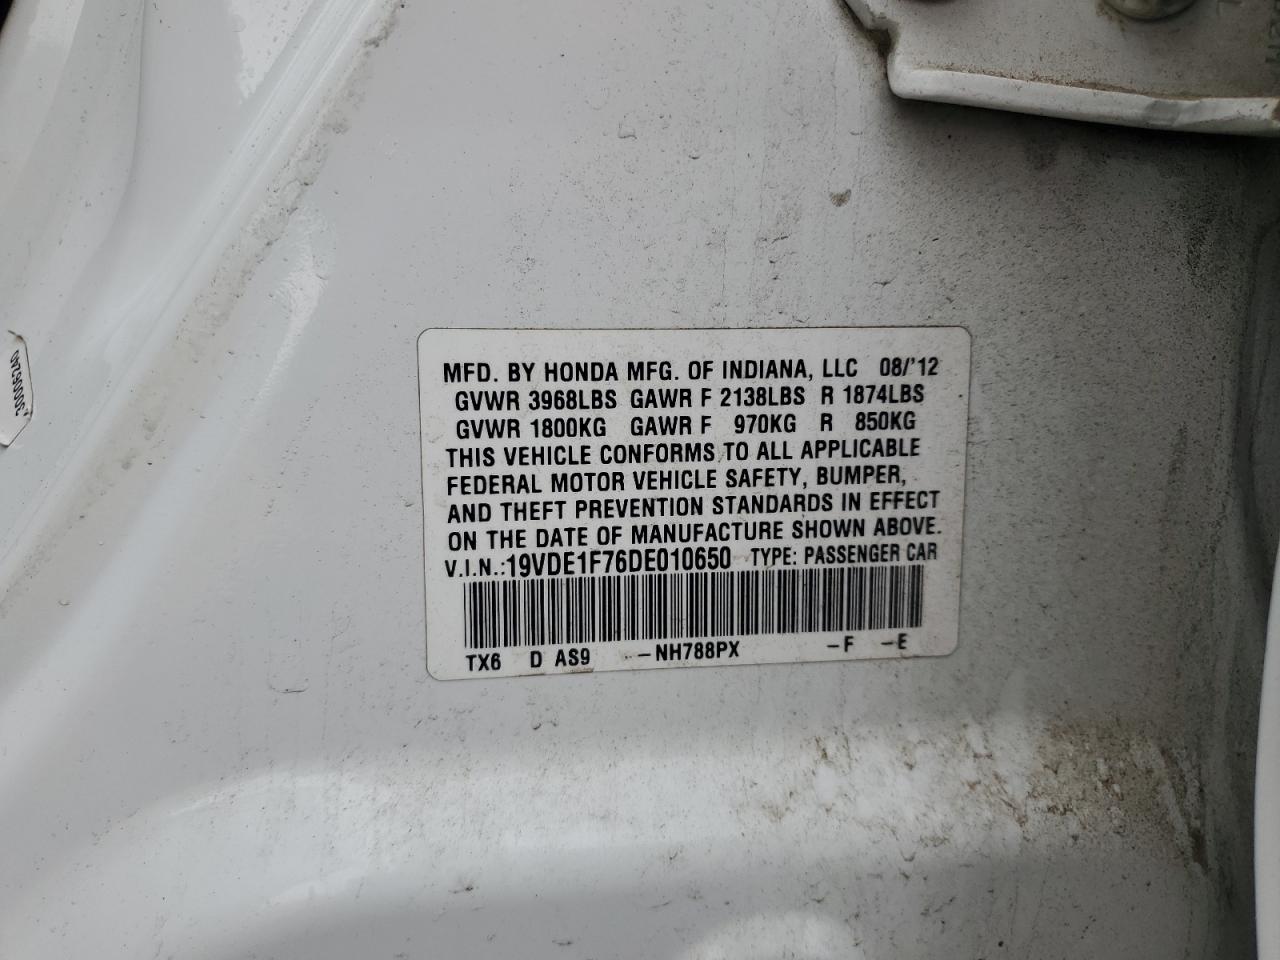 MFD. BY HONDA MFG. OF INDIANA, LLC 08/'12
GVWR 3968LBS GAWR F 2138LBS R 1874LBS
GVWR 1800KG GAWR F 970KG R 850KG
THIS VEHICLE CONFORMS TO ALL APPLICABLE
FEDERAL MOTOR VEHICLE SAFETY, BUMPER,
AND THEFT PREVENTION STANDARDS IN EFFECT
ON THE DATE OF MANUFACTURE SHOWN ABOVE.
V.I.N.:19VDE1F76DE010650 TYPE: PASSENGER CAR
TX6 D AS9 --NH788PX -F -E